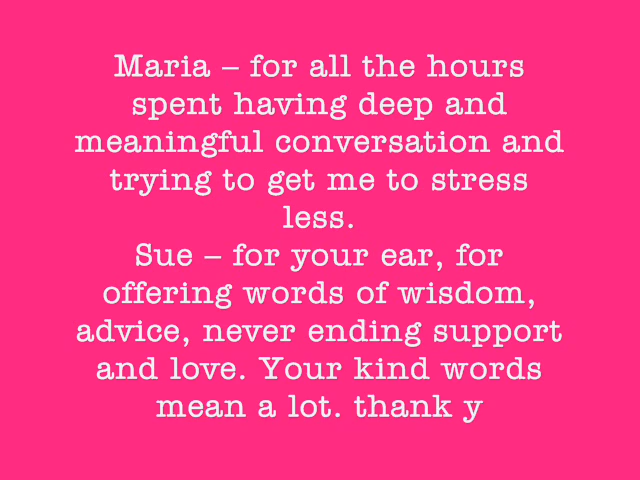 Maria – for all the hours
spent having deep and
meaningful conversation and
trying to get me to stress
less.
Sue – for your ear, for
offering words of wisdom,
advice, never ending support
and love. Your kind words
mean a lot. thank y